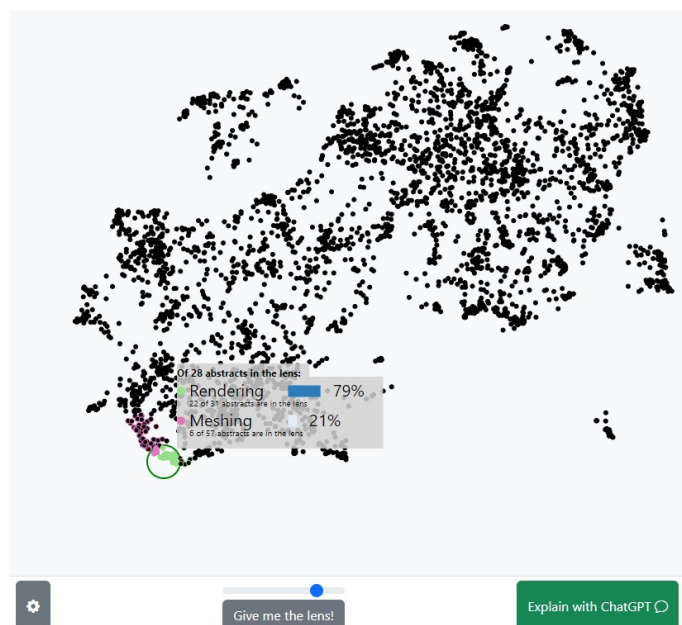 Of 28 abstracts in the lens:
Rendering 79%
22 of 31 abstracts are in the lens
Meshing 21%
6 of 57 abstracts are in the lens
Give me the lens!
Explain with ChatGPT